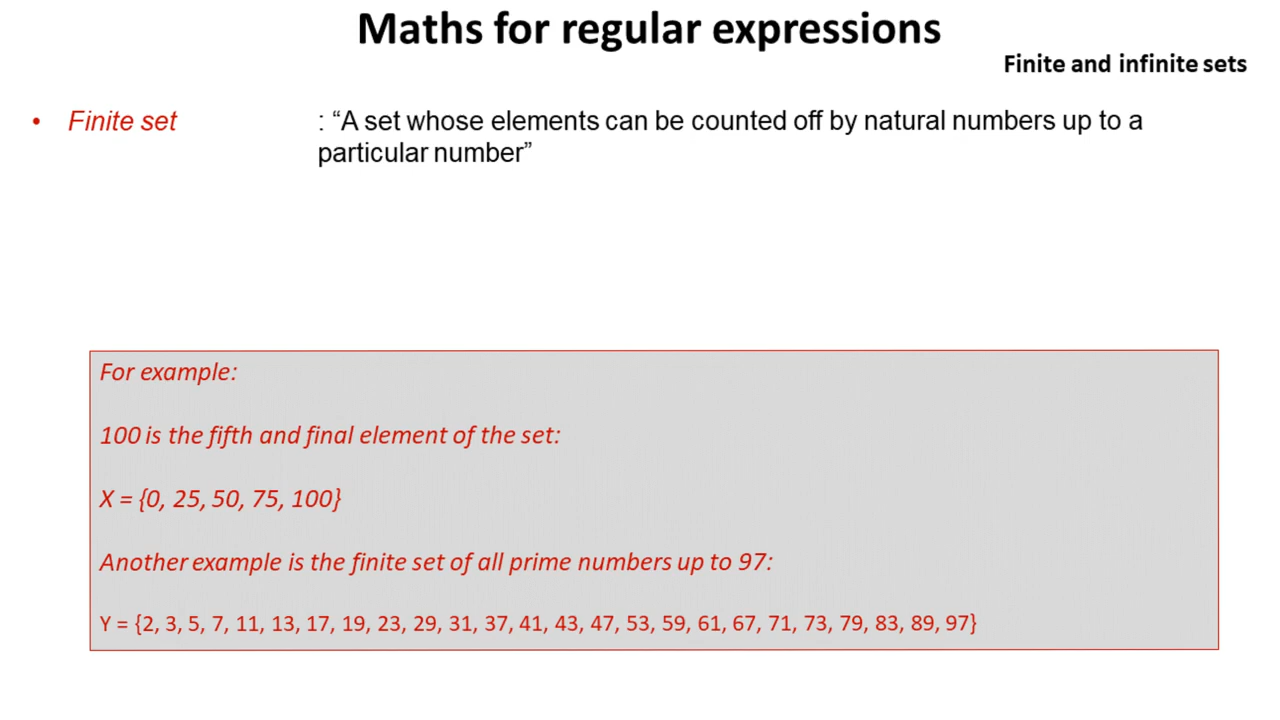 Maths for regular expressions
Finite and infinite sets
• Finite set : “A set whose elements can be counted off by natural numbers up to a
particular number”
For example:
100 is the fifth and final element of the set:
X = {0, 25, 50, 75, 100}
Another example is the finite set of all prime numbers up to 97:
Y = {2, 3, 5, 7, 11, 13, 17, 19, 23, 29, 31, 37, 41, 43, 47, 53, 59, 61, 67, 71, 73, 79, 83, 89, 97}